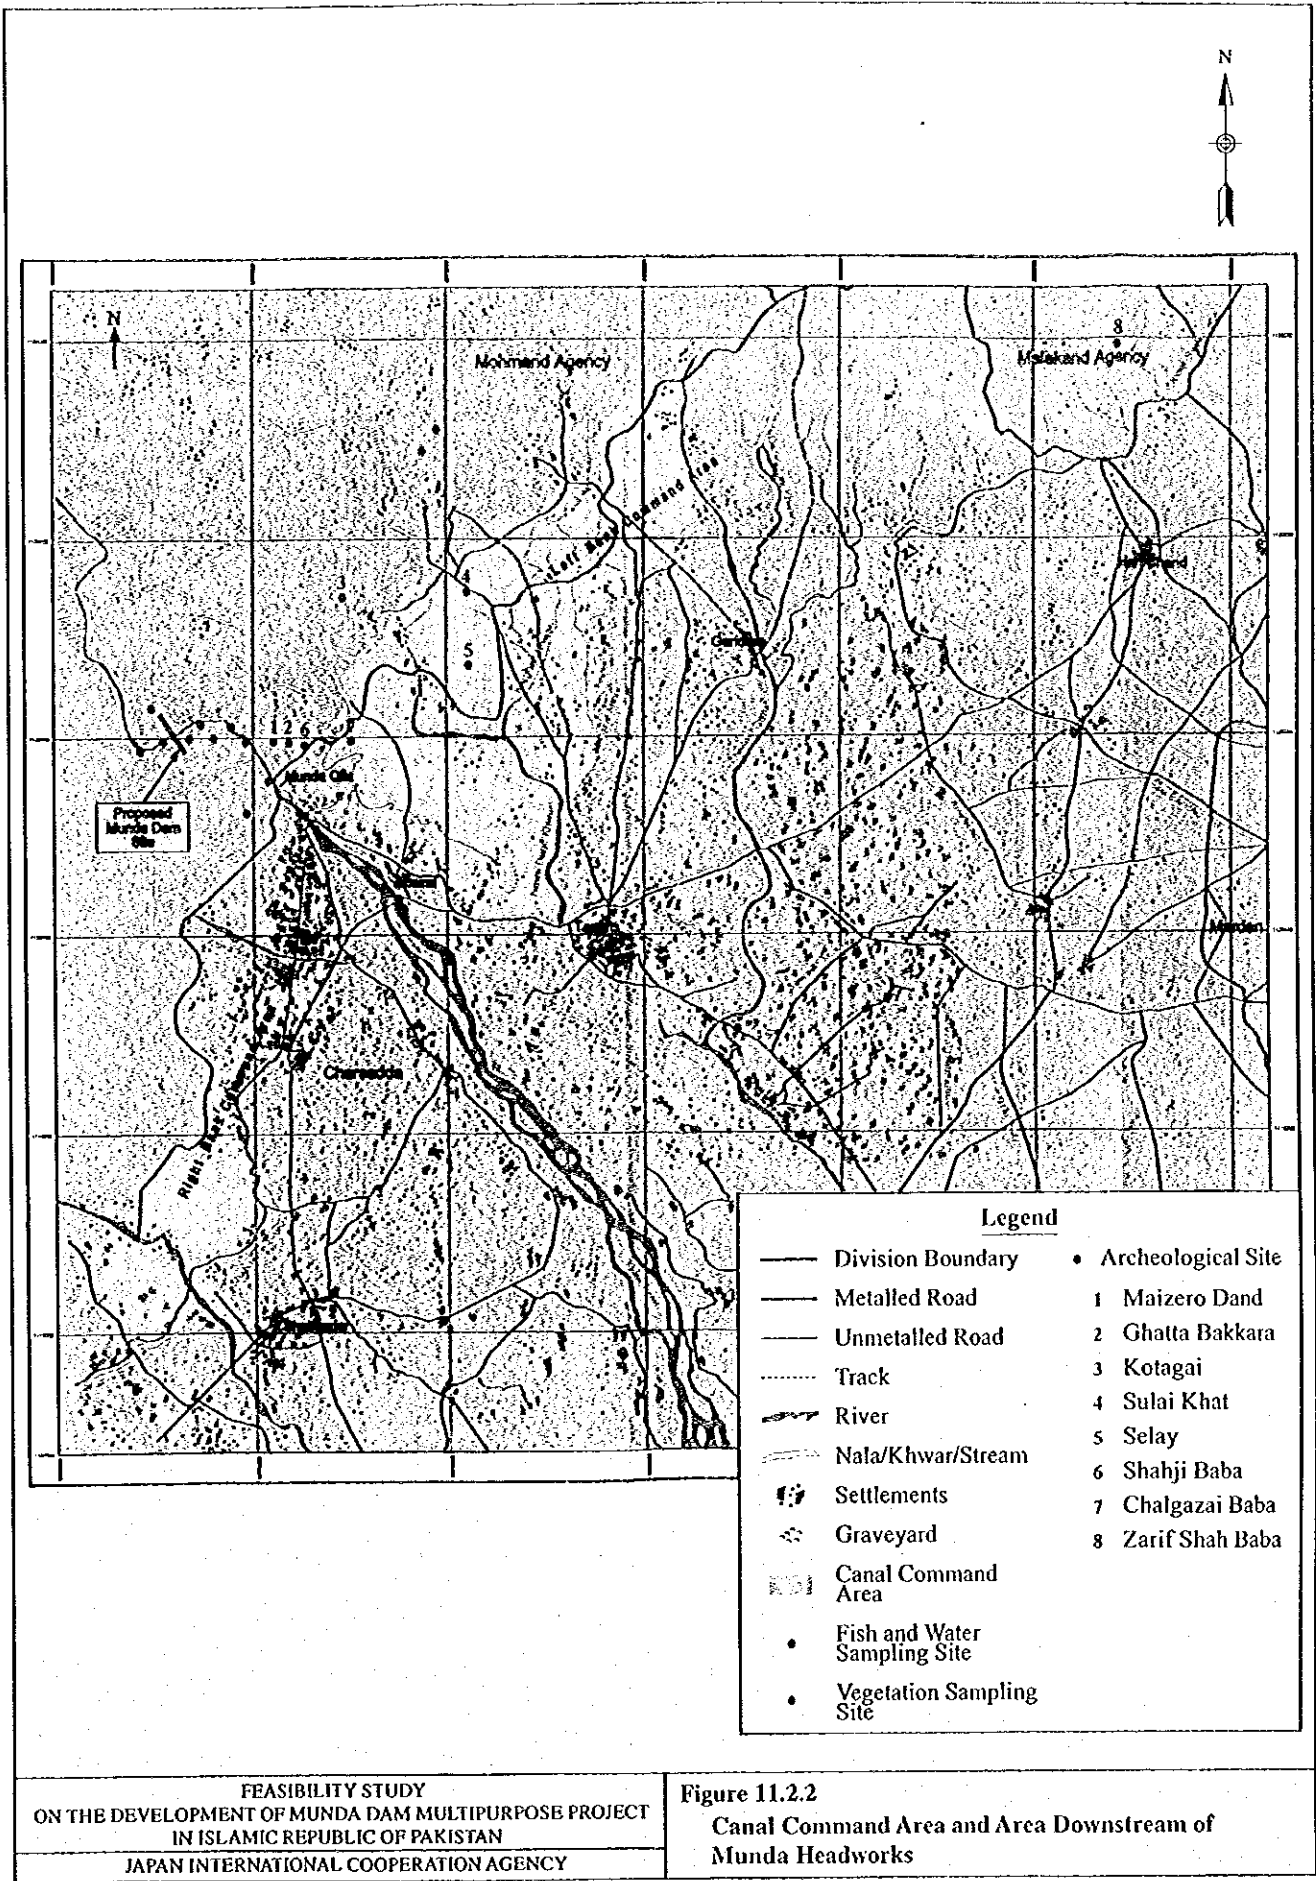 N
N
8
Mohmand Agency
Malakand Agency
Left Bank Command Area
3
4
5
1 2 6
Munda Qila
Proposed
Munda Dam
Site
Mardan
Charsadda
Legend
Division Boundary
Metalled Road
Unmetalled Road
Track
River
Nala/Khwar/Stream
Settlements
Graveyard
Canal Command
Area
Fish and Water
Sampling Site
Vegetation Sampling
Site
Archeological Site
1 Maizero Dand
2 Ghatta Bakkara
3 Kotagai
4 Sulai Khat
5 Selay
6 Shahji Baba
7 Chalgazai Baba
8 Zarif Shah Baba
FEASIBILITY STUDY
ON THE DEVELOPMENT OF MUNDA DAM MULTIPURPOSE PROJECT
IN ISLAMIC REPUBLIC OF PAKISTAN
JAPAN INTERNATIONAL COOPERATION AGENCY
Figure 11.2.2
Canal Command Area and Area Downstream of
Munda Headworks